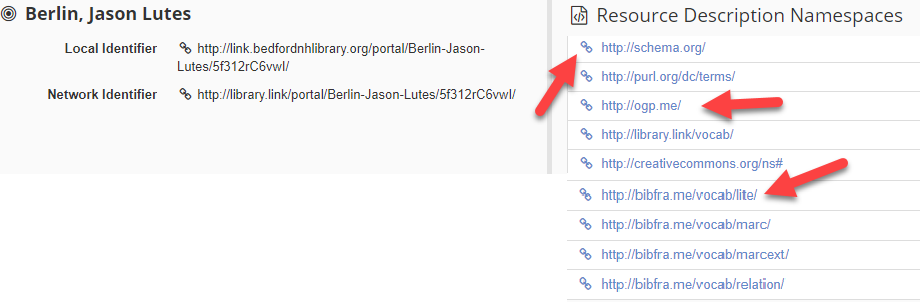 Berlin, Jason Lutes
Local Identifier
http://link.bedfordnhlibrary.org/portal/Berlin-Jason-
Lutes/5f312rC6vwI/
Network Identifier
http://library.link/portal/Berlin-Jason-Lutes/5f312rC6vwI/
Resource Description Namespaces
http://schema.org/
http://purl.org/dc/terms/
http://ogp.me/
http://library.link/vocab/
http://creativecommons.org/ns#
http://bibfra.me/vocab/lite/
http://bibfra.me/vocab/marc/
http://bibfra.me/vocab/marcext/
http://bibfra.me/vocab/relation/